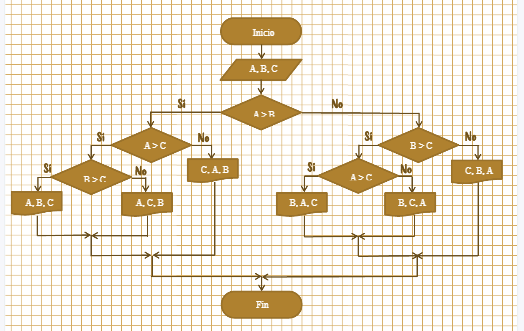 Inicio
A, B, C
A > B
Si
No
A > C
B > C
Si
No
Si
No
B > C
C, A, B
A > C
C, B, A
Si
No
Si
No
A, B, C
A, C, B
B, A, C
B, C, A
Fin